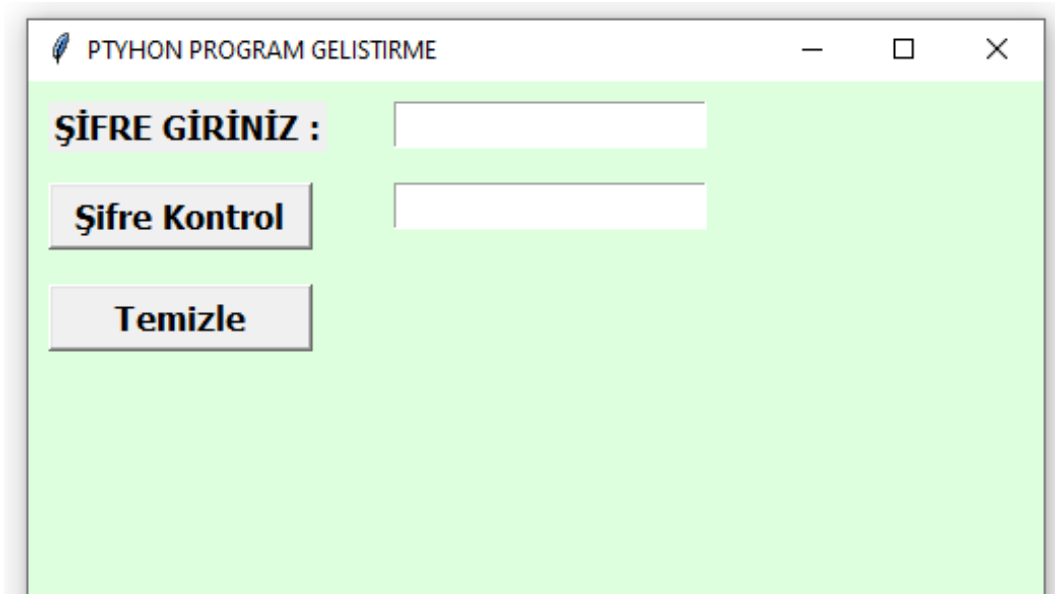 PTYHON PROGRAM GELISTIRME
ŞİFRE GİRİNİZ :
Şifre Kontrol
Temizle